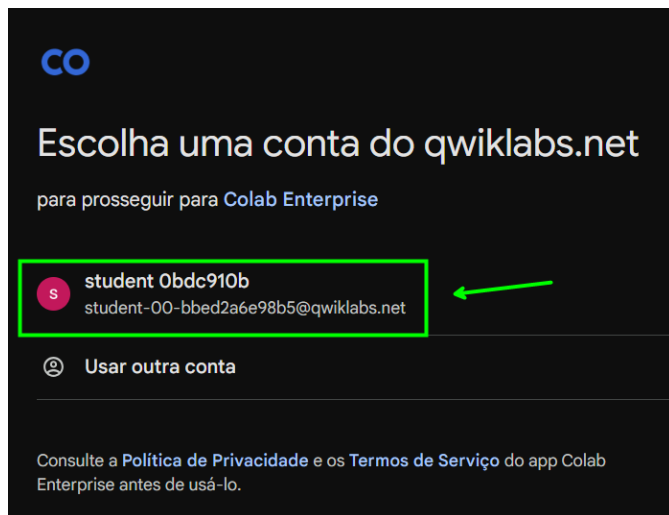 CO
Escolha uma conta do qwiklabs.net
para prosseguir para Colab Enterprise
S
student 0bdc910b
student-00-bbed2a6e98b5@qwiklabs.net
Usar outra conta
Consulte a Política de Privacidade e os Termos de Serviço do app Colab
Enterprise antes de usá-lo.